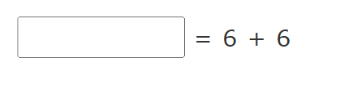 = 6 + 6